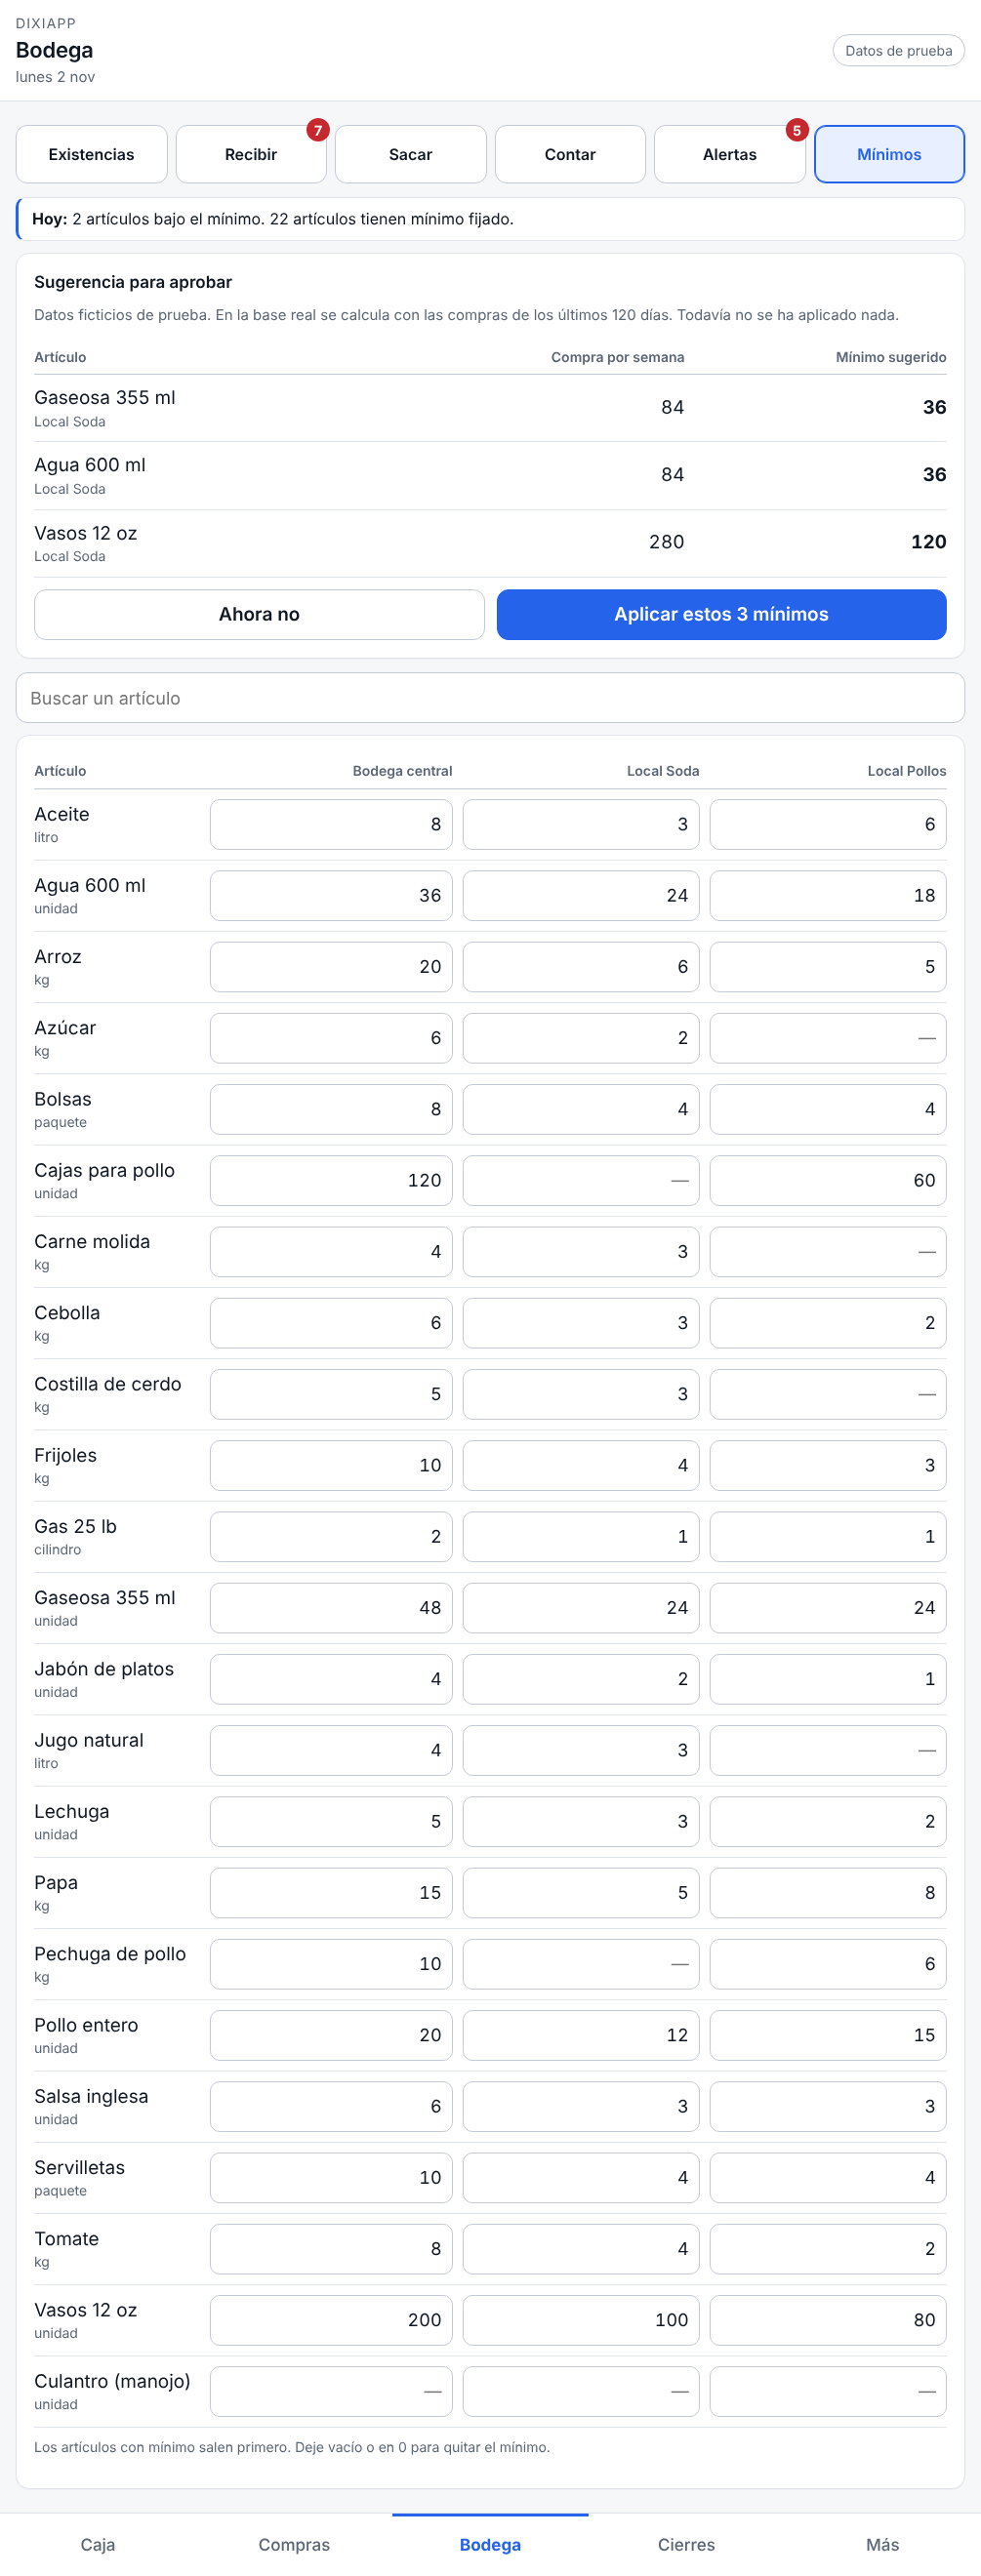 DIXIAPP
Bodega
lunes 2 nov
Datos de prueba
Existencias
Recibir
7
Sacar
Contar
Alertas
5
Mínimos
Hoy: 2 artículos bajo el mínimo. 22 artículos tienen mínimo fijado.
Sugerencia para aprobar
Datos ficticios de prueba. En la base real se calcula con las compras de los últimos 120 días. Todavía no se ha aplicado nada.
Artículo Compra por semana Mínimo sugerido
Gaseosa 355 ml 84 36
Local Soda
Agua 600 ml 84 36
Local Soda
Vasos 12 oz 280 120
Local Soda
Ahora no Aplicar estos 3 mínimos
Buscar un artículo
Artículo Bodega central Local Soda Local Pollos
Aceite 8 3 6
litro
Agua 600 ml 36 24 18
unidad
Arroz 20 6 5
kg
Azúcar 6 2 —
kg
Bolsas 8 4 4
paquete
Cajas para pollo 120 — 60
unidad
Carne molida 4 3 —
kg
Cebolla 6 3 2
kg
Costilla de cerdo 5 3 —
kg
Frijoles 10 4 3
kg
Gas 25 lb 2 1 1
cilindro
Gaseosa 355 ml 48 24 24
unidad
Jabón de platos 4 2 1
unidad
Jugo natural 4 3 —
litro
Lechuga 5 3 2
unidad
Papa 15 5 8
kg
Pechuga de pollo 10 — 6
kg
Pollo entero 20 12 15
unidad
Salsa inglesa 6 3 3
unidad
Servilletas 10 4 4
paquete
Tomate 8 4 2
kg
Vasos 12 oz 200 100 80
unidad
Culantro (manojo) — — —
unidad
Los artículos con mínimo salen primero. Deje vacío o en 0 para quitar el mínimo.
Caja Compras Bodega Cierres Más